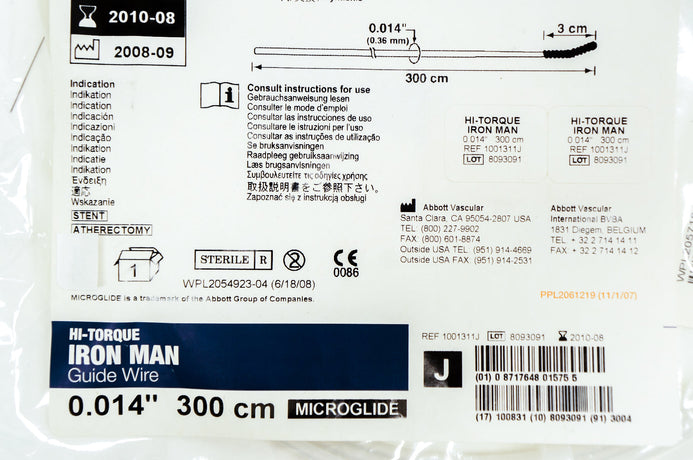 2010-08
2008-09
0.014"
(0.36 mm)
3 cm
300 cm
Indication
Indikation
Indication
Indicación
Indicazioni
Indicação
Indikation
Indicatie
Indikation
Ένδειξη
適応
Wskazanie
STENT
ATHERECTOMY
Consult instructions for use
Gebrauchsanweisung lesen
Consulter le mode d'emploi
Consultar las instrucciones de uso
Consultare le istruzioni per l'uso
Consultar as instruções de utilização
Se bruksanvisningen
Raadpleeg gebruiksaanwijzing
Læs brugsanvisningen
Συμβουλευτείτε τις οδηγίες χρήσης
取扱説明書をご参照下さい。
Zapoznać się z instrukcją obsługi
HI-TORQUE
IRON MAN
0.014" 300 cm
REF 1001311J
LOT 8093091
HI-TORQUE
IRON MAN
0.014" 300 cm
REF 1001311J
LOT 8093091
Abbott Vascular
Santa Clara, CA 95054-2807 USA
TEL: (800) 227-9902
FAX: (800) 601-8874
Outside USA TEL: (951) 914-4669
Outside USA FAX: (951) 914-2531
Abbott Vascular
International BVBA
1831 Diegem, BELGIUM
TEL + 32 2 714 14 11
FAX + 32 2 714 14 12
1
STERILE R
2
CE
0086
WPL2054923-04 (6/18/08)
MICROGLIDE is a trademark of the Abbott Group of Companies.
PPL2061219 (11/1/07)
HI-TORQUE
IRON MAN
Guide Wire
0.014" 300 cm MICROGLIDE
REF 1001311J LOT 8093091 2010-08
J
(01) 0 8717648 01575 5
(17) 100831 (10) 8093091 (91) 3004